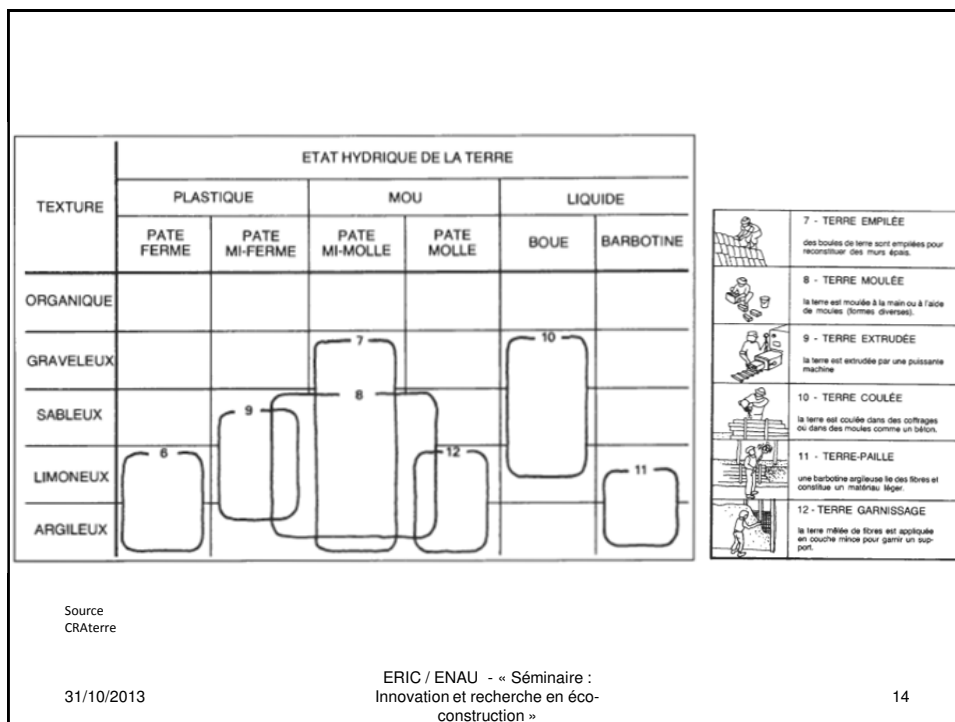 ETAT HYDRIQUE DE LA TERRE
TEXTURE
PLASTIQUE
MOU
LIQUIDE
PATE
FERME
PATE
MI-FERME
PATE
MI-MOLLE
PATE
MOLLE
BOUE
BARBOTINE
ORGANIQUE
GRAVELEUX
SABLEUX
LIMONEUX
ARGILEUX
7
10
8
9
6
12
11
7 - TERRE EMPILÉE
des boules de terre sont empilées pour
reconstituer des murs épais.
8 - TERRE MOULÉE
la terre est moulée à la main ou à l'aide
de moules (formes diverses).
9 - TERRE EXTRUDÉE
la terre est extrudée par une puissante
machine
10 - TERRE COULÉE
la terre est coulée dans des coffrages
ou dans des moules comme un béton.
11 - TERRE-PAILLE
une barbotine argileuse lie des fibres et
constitue un matériau léger.
12 - TERRE GARNISSAGE
la terre mêlée de fibres est appliquée
en couche mince pour garnir un sup-
port.
Source
CRAterre
31/10/2013
ERIC / ENAU - « Séminaire :
Innovation et recherche en éco-
construction »
14